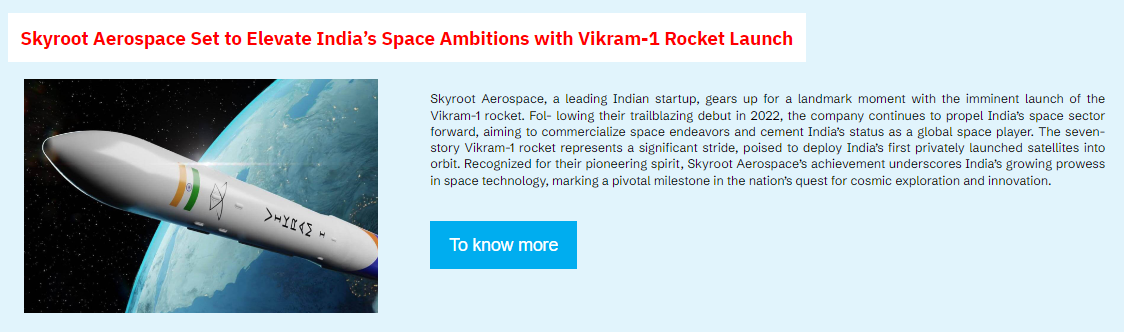 Skyroot Aerospace Set to Elevate India’s Space Ambitions with Vikram-1 Rocket Launch
Skyroot Aerospace, a leading Indian startup, gears up for a landmark moment with the imminent launch of the
Vikram-1 rocket. Fol- lowing their trailblazing debut in 2022, the company continues to propel India’s space sector
forward, aiming to commercialize space endeavors and cement India’s status as a global space player. The seven-
story Vikram-1 rocket represents a significant stride, poised to deploy India’s first privately launched satellites into
orbit. Recognized for their pioneering spirit, Skyroot Aerospace’s achievement underscores India’s growing prowess
in space technology, marking a pivotal milestone in the nation’s quest for cosmic exploration and innovation.
VIKRAM I
To know more